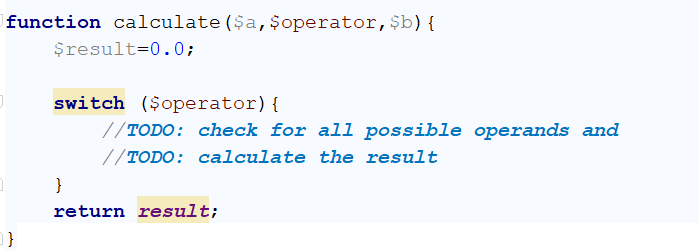 function calculate($a,$operator,$b){
$result=0.0;
switch ($operator){
//TODO: check for all possible operands and
//TODO: calculate the result
}
return result;
}